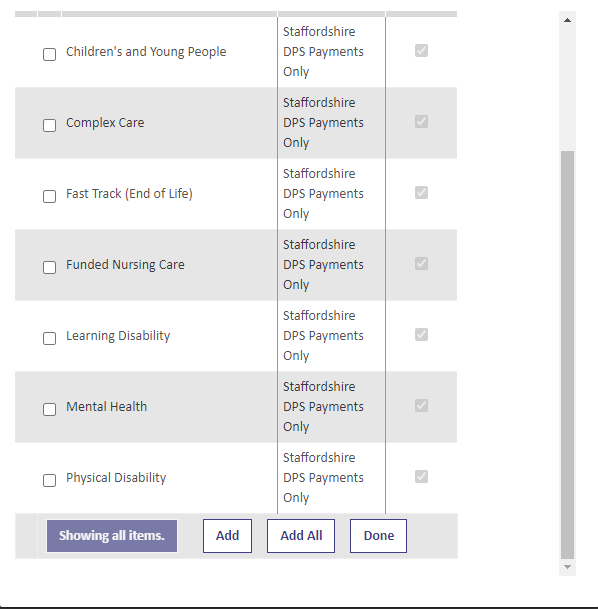 Staffordshire
Children's and Young People
DPS Payments
Only
Staffordshire
Complex Care
DPS Payments
Only
Staffordshire
Fast Track (End of Life)
DPS Payments
Only
Staffordshire
Funded Nursing Care
DPS Payments
Only
Staffordshire
Learning Disability
DPS Payments
Only
Staffordshire
Mental Health
DPS Payments
Only
Staffordshire
Physical Disability
DPS Payments
Only
Showing all items.
Add
Add All
Done